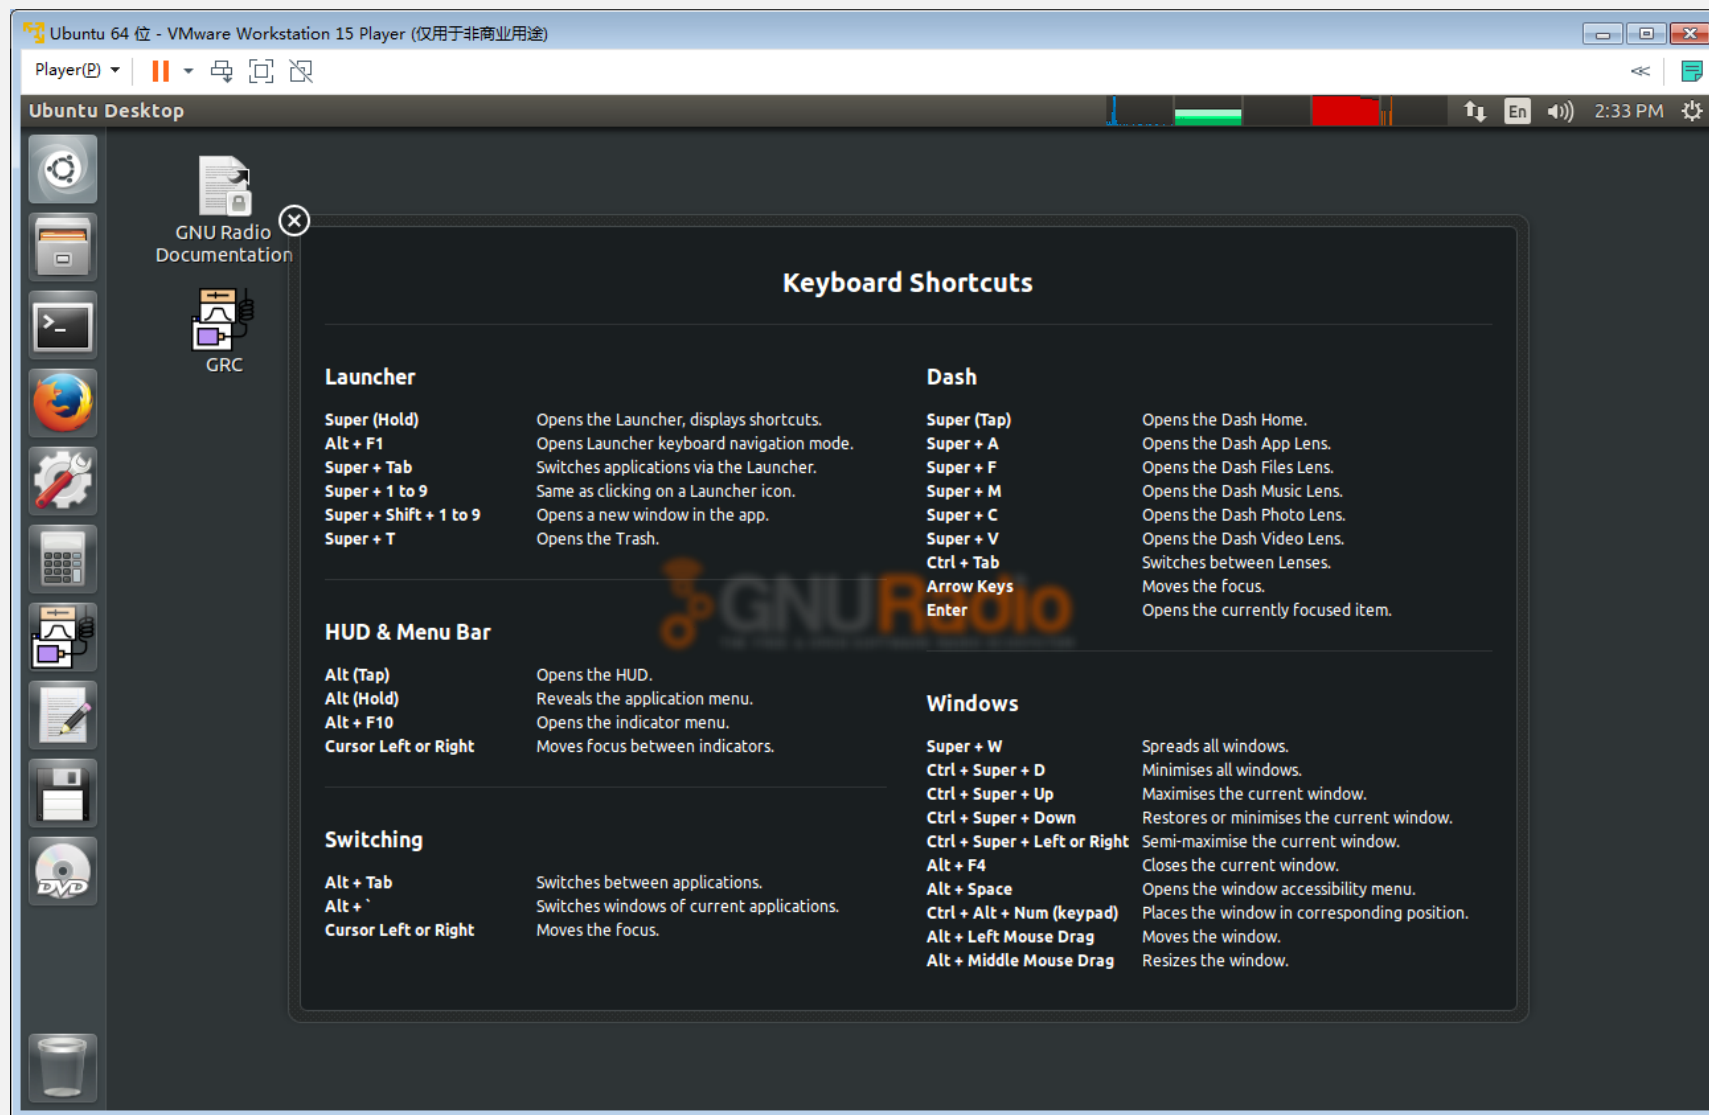 Ubuntu 64 位 - VMware Workstation 15 Player (仅用于非商业用途)
Player(P)
Ubuntu Desktop
En
2:33 PM
GNU Radio
Documentation
GRC
Keyboard Shortcuts
Launcher
Super (Hold) Opens the Launcher, displays shortcuts.
Alt + F1 Opens Launcher keyboard navigation mode.
Super + Tab Switches applications via the Launcher.
Super + 1 to 9 Same as clicking on a Launcher icon.
Super + Shift + 1 to 9 Opens a new window in the app.
Super + T Opens the Trash.
HUD & Menu Bar
Alt (Tap) Opens the HUD.
Alt (Hold) Reveals the application menu.
Alt + F10 Opens the indicator menu.
Cursor Left or Right Moves focus between indicators.
Switching
Alt + Tab Switches between applications.
Alt + ` Switches windows of current applications.
Cursor Left or Right Moves the focus.
Dash
Super (Tap) Opens the Dash Home.
Super + A Opens the Dash App Lens.
Super + F Opens the Dash Files Lens.
Super + M Opens the Dash Music Lens.
Super + C Opens the Dash Photo Lens.
Super + V Opens the Dash Video Lens.
Ctrl + Tab Switches between Lenses.
Arrow Keys Moves the focus.
Enter Opens the currently focused item.
Windows
Super + W Spreads all windows.
Ctrl + Super + D Minimises all windows.
Ctrl + Super + Up Maximises the current window.
Ctrl + Super + Down Restores or minimises the current window.
Ctrl + Super + Left or Right Semi-maximise the current window.
Alt + F4 Closes the current window.
Alt + Space Opens the window accessibility menu.
Ctrl + Alt + Num (keypad) Places the window in corresponding position.
Alt + Left Mouse Drag Moves the window.
Alt + Middle Mouse Drag Resizes the window.
GNURadio
DVD